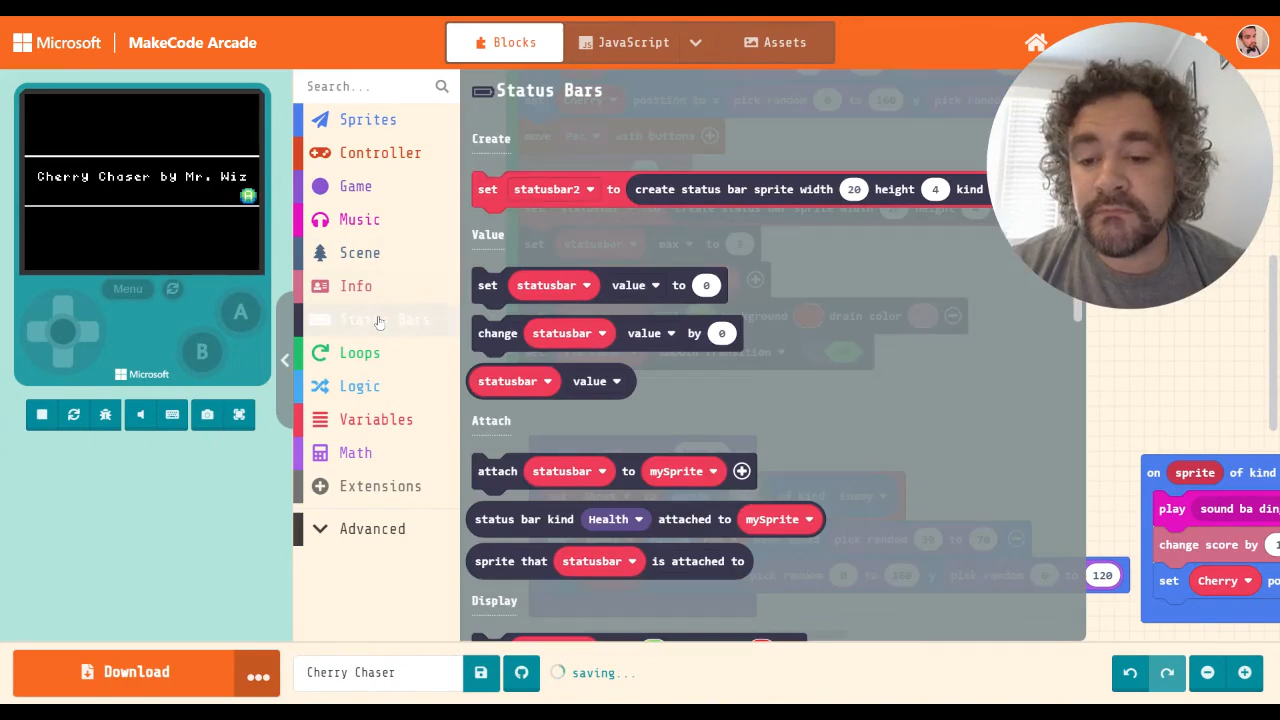 Microsoft | MakeCode Arcade
Blocks
JavaScript
Assets
Search...
Status Bars
Sprites
Create
Cherry Chaser by Mr. Wiz
Controller
Game
set statusbar2 to create status bar sprite width 20 height 4 kind
Music
Value
Scene
Info
set statusbar value to 0
Menu
A
Status Bars
change statusbar value by 0
B
Loops
Microsoft
Logic
statusbar value
Variables
Attach
Math
attach statusbar to mySprite
on sprite of kind
Extensions
play sound ba din
status bar kind Health attached to mySprite
Advanced
change score by 1
sprite that statusbar is attached to
120
set Cherry po
Display
Download
Cherry Chaser
saving...